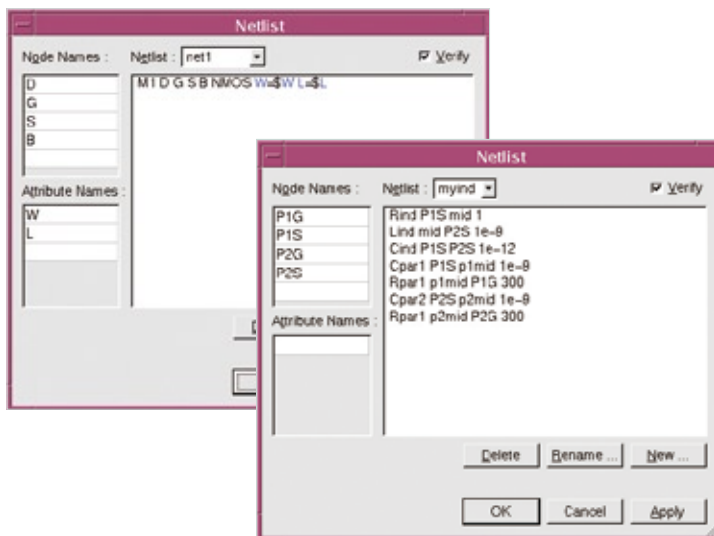 Netlist
Node Names :
Netlist : net1
Verify
D
G
S
B
M1 D G S B NMOS W=$W L=$L
Attribute Names :
W
L
Netlist
Node Names :
Netlist : myind
Verify
P1G
P1S
P2G
P2S
Rind P1S mid 1
Lind mid P2S 1e-9
Cind P1S P2S 1e-12
Cpar1 P1S p1mid 1e-9
Rpar1 p1mid P1G 300
Cpar2 P2S p2mid 1e-9
Rpar1 p2mid P2G 300
Attribute Names :
Delete
Rename ...
New ...
OK
Cancel
Apply